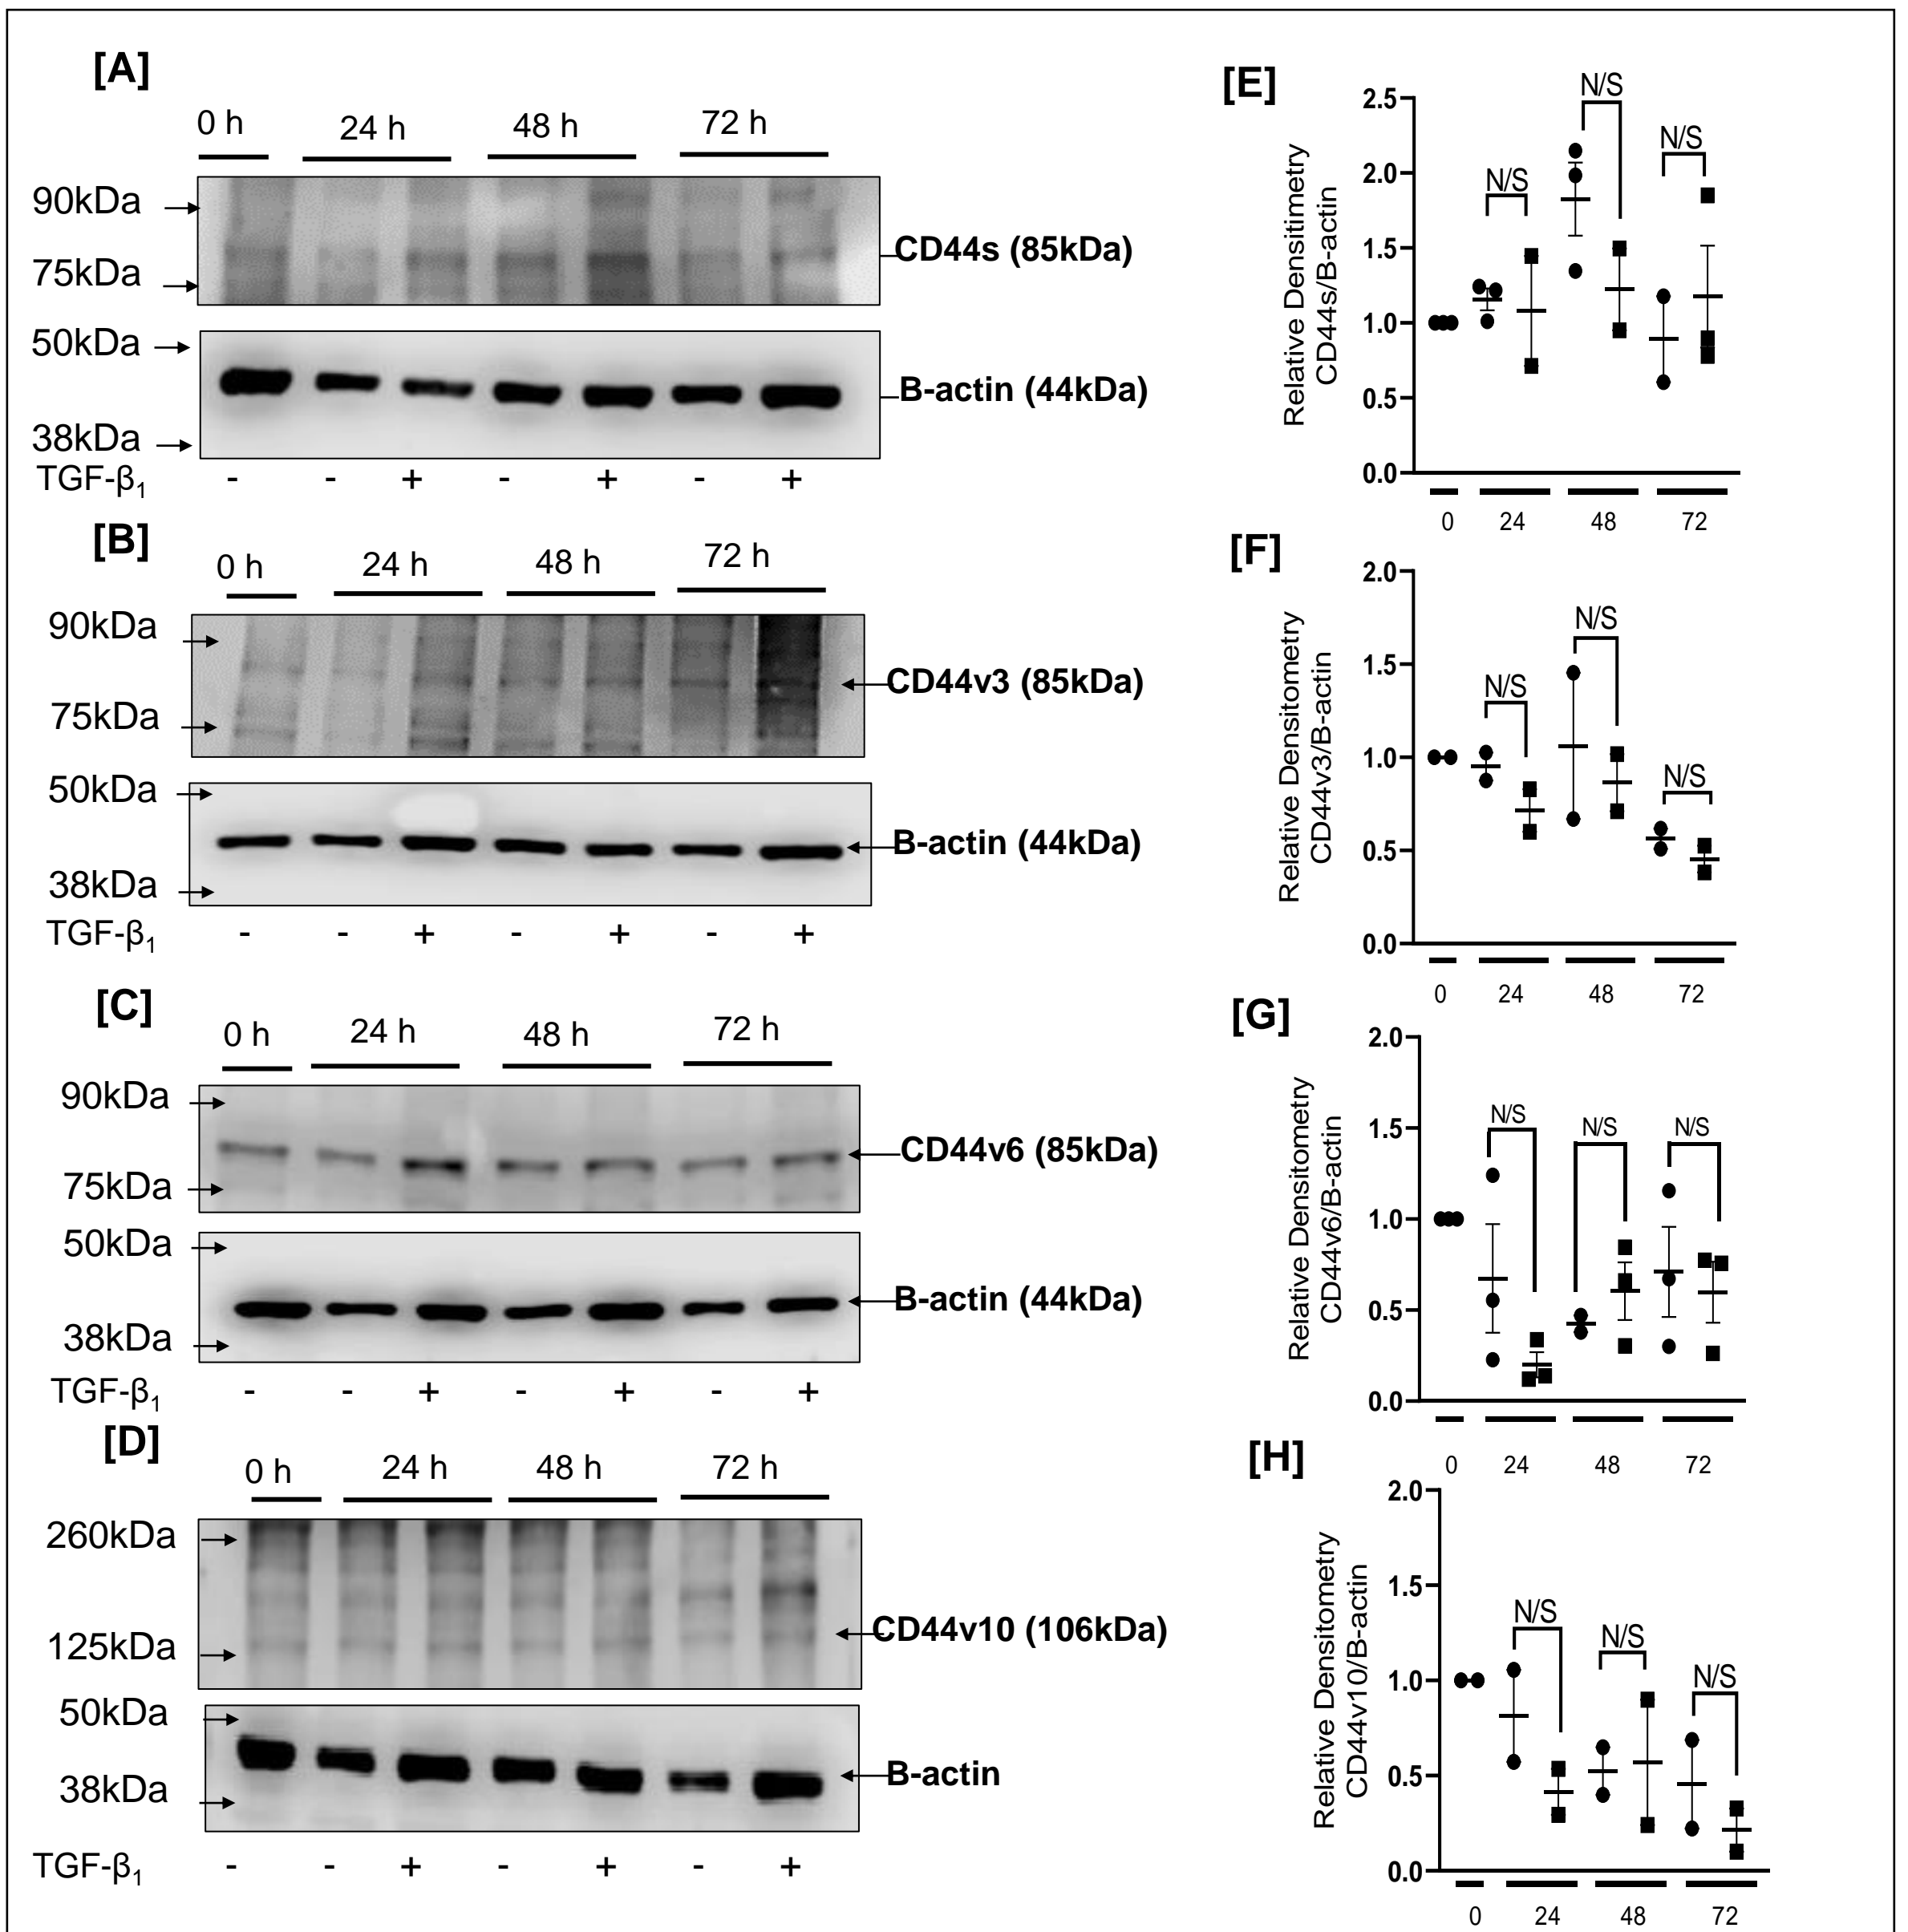 [A]
0 h 24 h 48 h 72 h
90kDa
CD44s (85kDa)
75kDa
50kDa
B-actin (44kDa)
38kDa
TGF-β1 - - + - + - +
[B]
0 h 24 h 48 h 72 h
90kDa
CD44v3 (85kDa)
75kDa
50kDa
B-actin (44kDa)
38kDa
TGF-β1 - - + - + - +
[C]
0 h 24 h 48 h 72 h
90kDa
CD44v6 (85kDa)
75kDa
50kDa
B-actin (44kDa)
38kDa
TGF-β1 - - + - + - +
[D]
0 h 24 h 48 h 72 h
260kDa
CD44v10 (106kDa)
125kDa
50kDa
B-actin
38kDa
TGF-β1 - - + - + - +
[E]
Relative Densitimetry
CD44s/B-actin
2.5
2.0
1.5
1.0
0.5
0.0
N/S N/S N/S
0 24 48 72
[F]
Relative Densitometry
CD44v3/B-actin
2.0
1.5
1.0
0.5
0.0
N/S N/S N/S
0 24 48 72
[G]
Relative Densitometry
CD44v6/B-actin
2.0
1.5
1.0
0.5
0.0
N/S N/S N/S
0 24 48 72
[H]
Relative Densitometry
CD44v10/B-actin
2.0
1.5
1.0
0.5
0.0
N/S N/S N/S
0 24 48 72